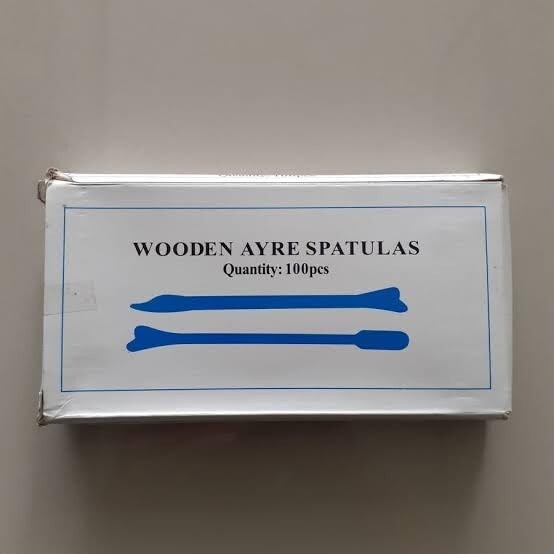 WOODEN AYRE SPATULAS
Quantity: 100pcs